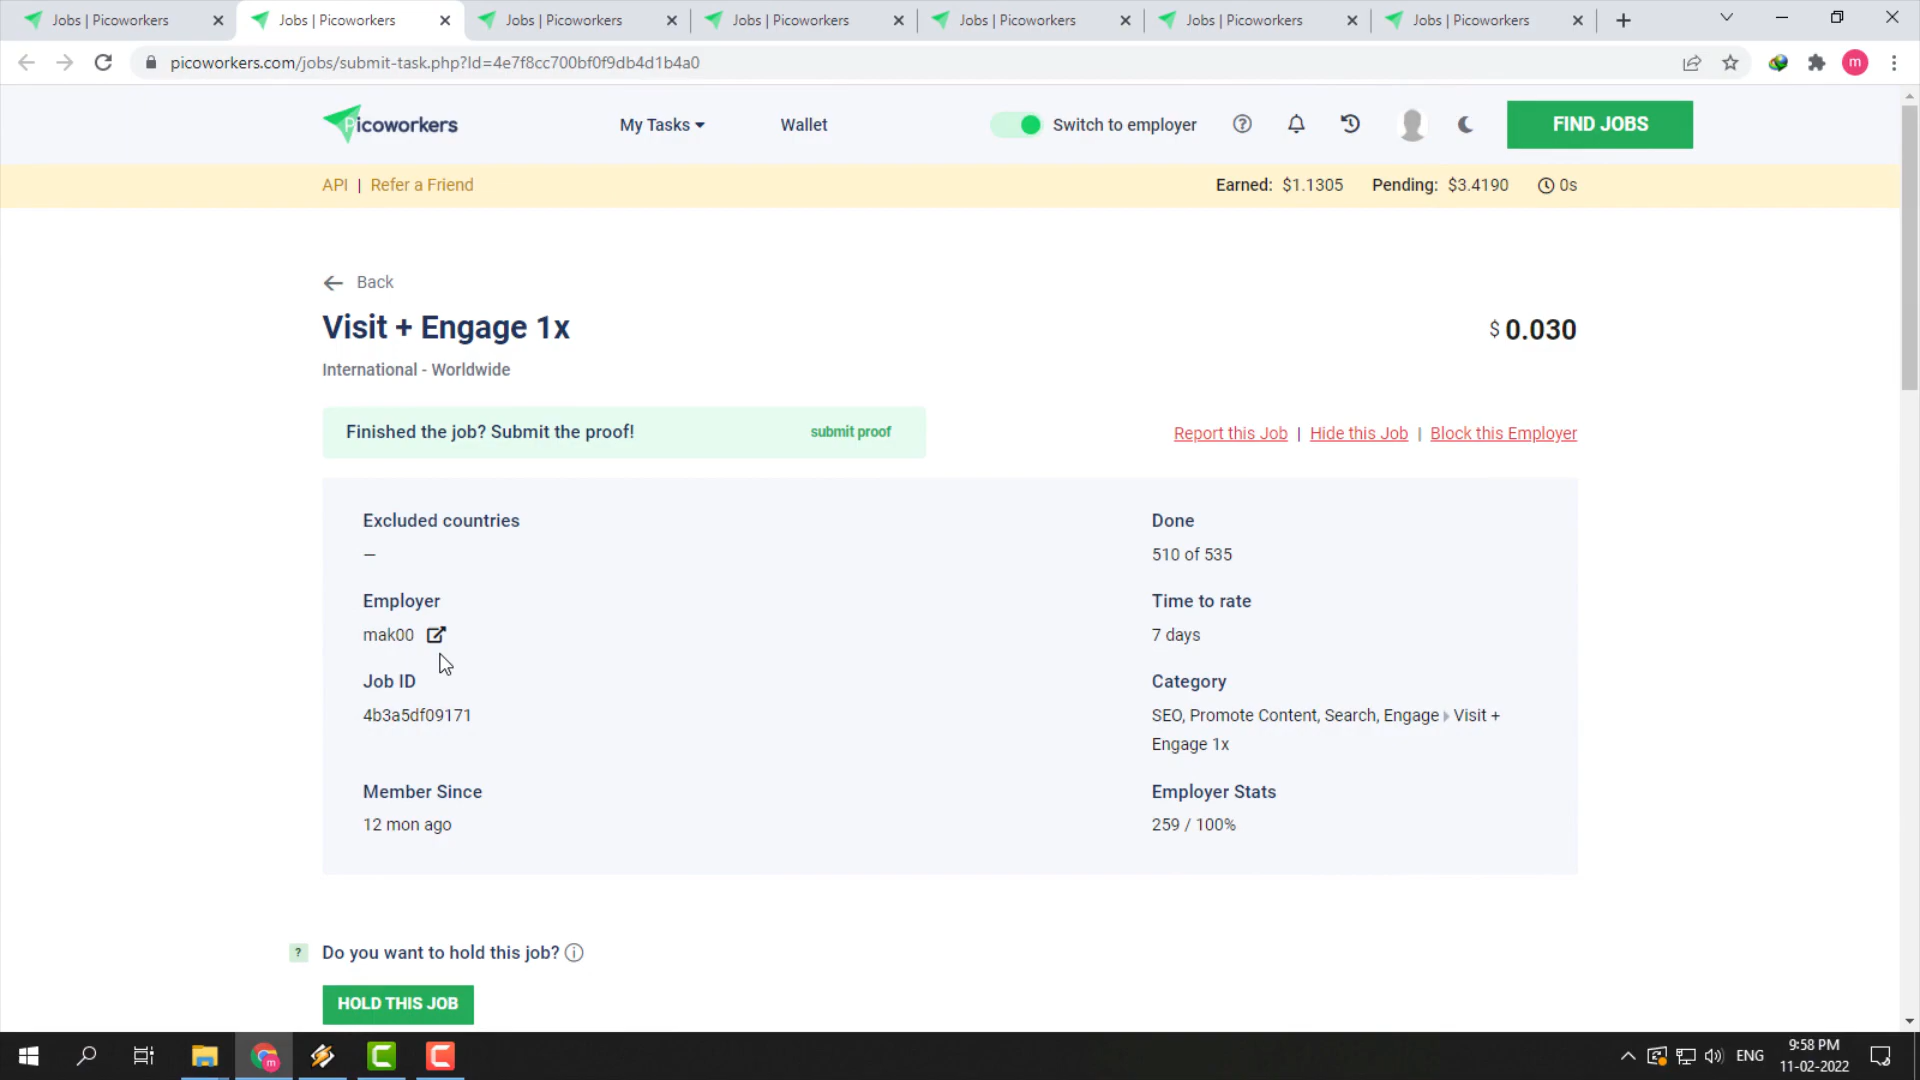 Jobs | Picoworkers
Jobs | Picoworkers
Jobs | Picoworkers
Jobs | Picoworkers
Jobs | Picoworkers
Jobs | Picoworkers
Jobs | Picoworkers
picoworkers.com/jobs/submit-task.php?Id=4e7f8cc700bf0f9db4d1b4a0
m
Picoworkers
My Tasks
Wallet
Switch to employer
FIND JOBS
API | Refer a Friend
Earned: $1.1305 Pending: $3.4190 0s
Back
Visit + Engage 1x
$ 0.030
International - Worldwide
Finished the job? Submit the proof! submit proof
Report this Job | Hide this Job | Block this Employer
Excluded countries
—
Done
510 of 535
Employer
mak00
Time to rate
7 days
Job ID
4b3a5df09171
Category
SEO, Promote Content, Search, Engage Visit +
Engage 1x
Member Since
12 mon ago
Employer Stats
259 / 100%
? Do you want to hold this job?
HOLD THIS JOB
ENG
9:58 PM
11-02-2022